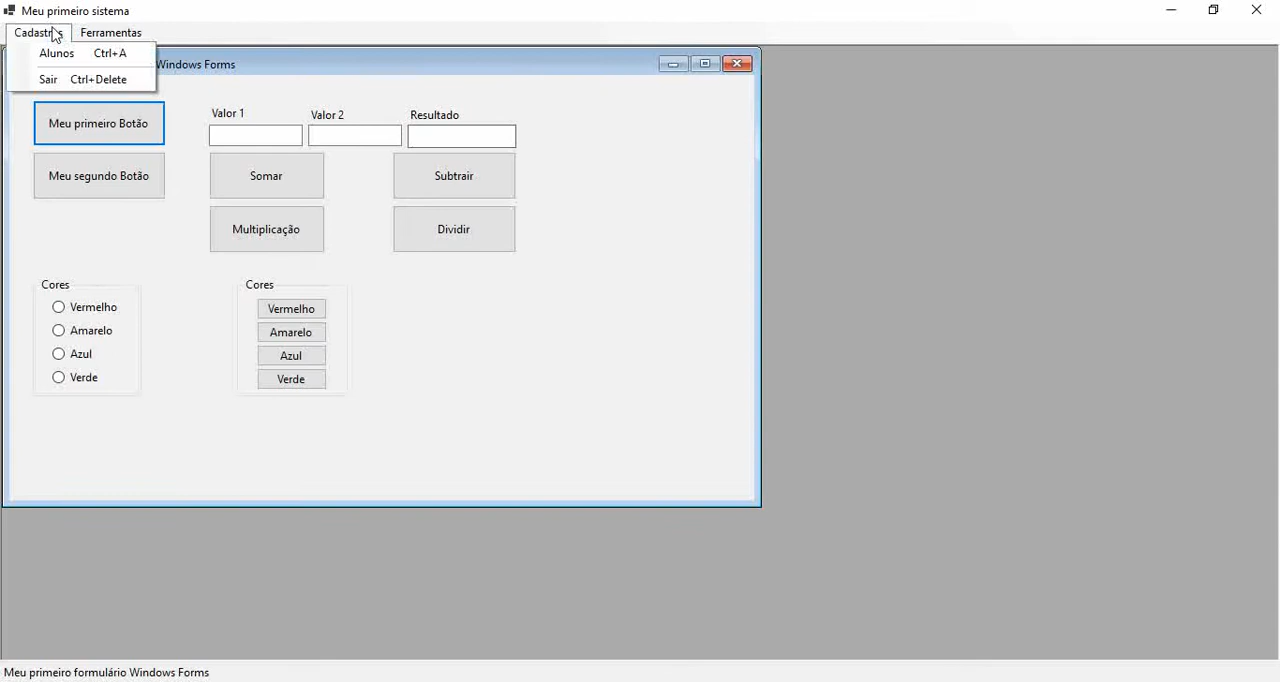 Meu primeiro sistema
Cadastros Ferramentas
Alunos Ctrl+A
Sair Ctrl+Delete
Windows Forms
Meu primeiro Botão
Meu segundo Botão
Valor 1 Valor 2 Resultado
Somar Subtrair
Multiplicação Dividir
Cores
Vermelho
Amarelo
Azul
Verde
Cores
Vermelho
Amarelo
Azul
Verde
Meu primeiro formulário Windows Forms